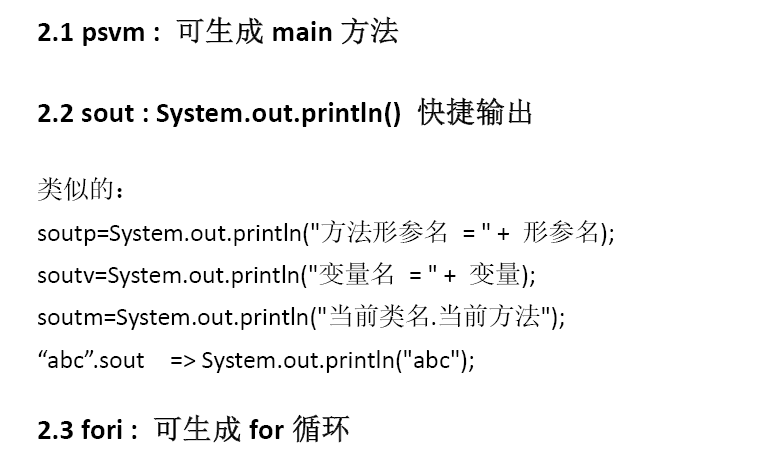 2.1 psvm : 可生成 main 方法
2.2 sout : System.out.println() 快捷输出
类似的：
soutp=System.out.println("方法形参名 = " + 形参名);
soutv=System.out.println("变量名 = " + 变量);
soutm=System.out.println("当前类名.当前方法");
“abc”.sout => System.out.println("abc");
2.3 fori : 可生成 for 循环